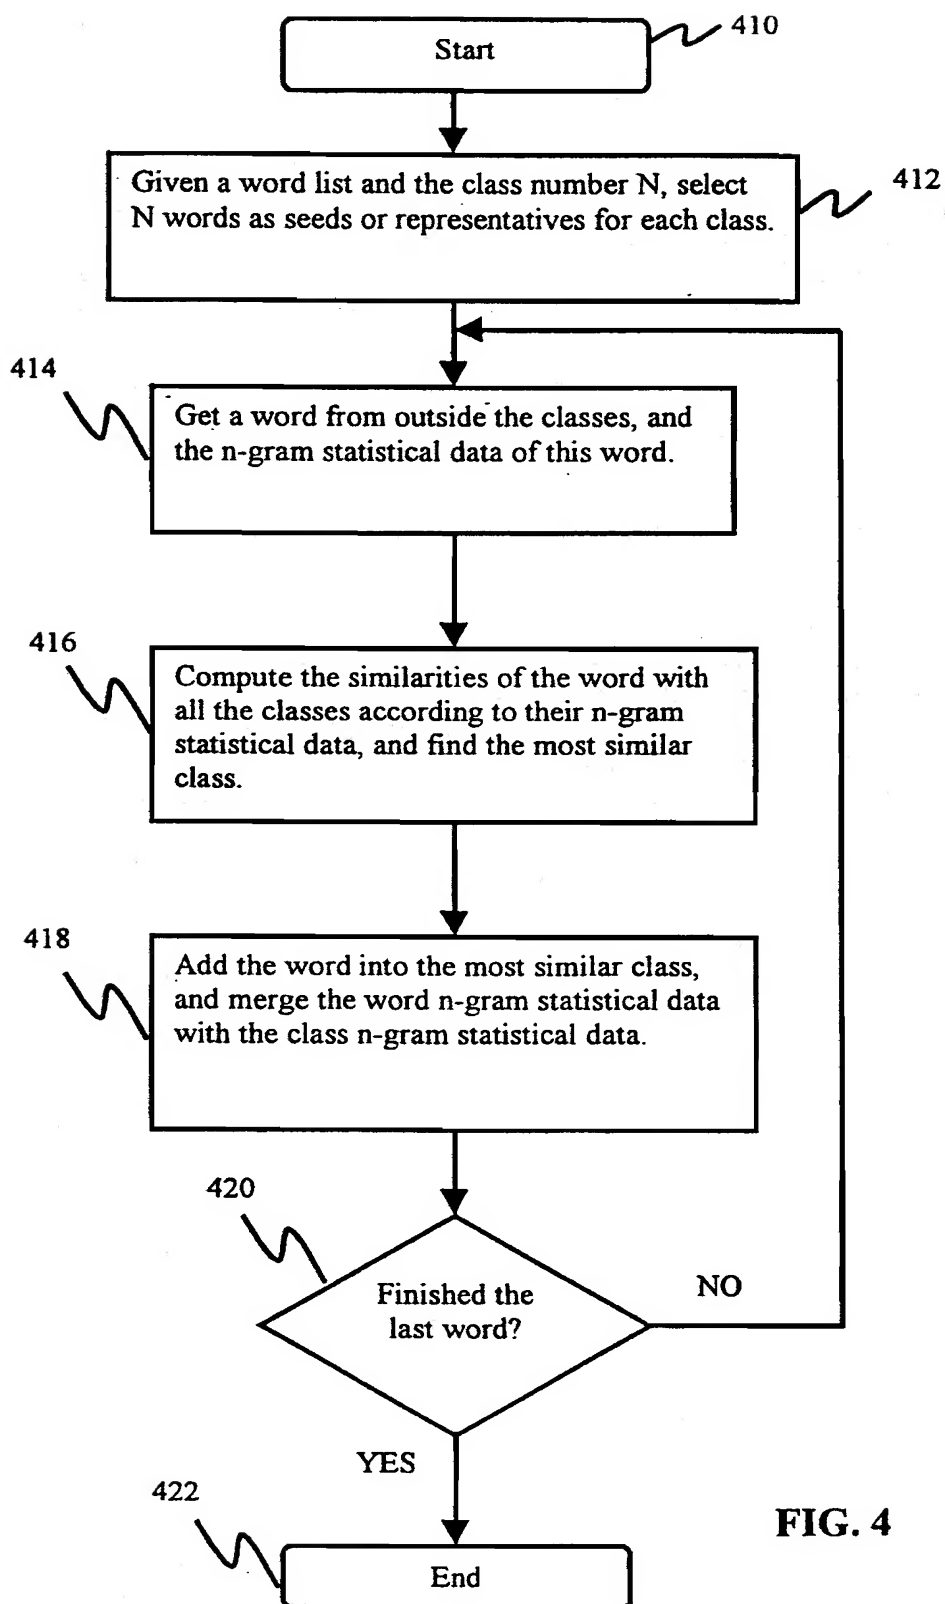 410
Start
412
Given a word list and the class number N, select
N words as seeds or representatives for each class.
414
Get a word from outside the classes, and
the n-gram statistical data of this word.
416
Compute the similarities of the word with
all the classes according to their n-gram
statistical data, and find the most similar
class.
418
Add the word into the most similar class,
and merge the word n-gram statistical data
with the class n-gram statistical data.
420
Finished the
last word?
NO
YES
422
End
FIG. 4